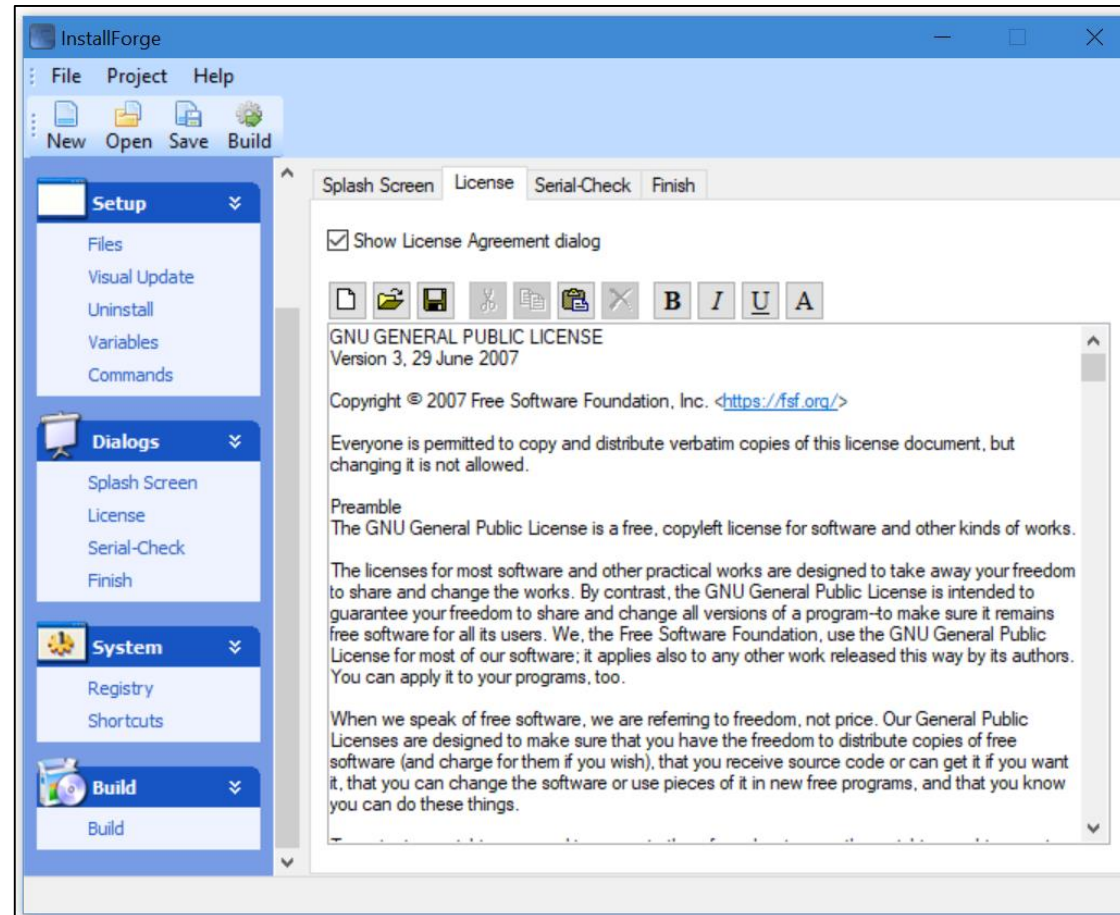 InstallForge
File Project Help
New Open Save Build
Setup
Files
Visual Update
Uninstall
Variables
Commands
Dialogs
Splash Screen
License
Serial-Check
Finish
System
Registry
Shortcuts
Build
Build
Splash Screen License Serial-Check Finish
Show License Agreement dialog
B I U A
GNU GENERAL PUBLIC LICENSE
Version 3, 29 June 2007
Copyright © 2007 Free Software Foundation, Inc. <https://fsf.org/>
Everyone is permitted to copy and distribute verbatim copies of this license document, but
changing it is not allowed.
Preamble
The GNU General Public License is a free, copyleft license for software and other kinds of works.
The licenses for most software and other practical works are designed to take away your freedom
to share and change the works. By contrast, the GNU General Public License is intended to
guarantee your freedom to share and change all versions of a program--to make sure it remains
free software for all its users. We, the Free Software Foundation, use the GNU General Public
License for most of our software; it applies also to any other work released this way by its authors.
You can apply it to your programs, too.
When we speak of free software, we are referring to freedom, not price. Our General Public
Licenses are designed to make sure that you have the freedom to distribute copies of free
software (and charge for them if you wish), that you receive source code or can get it if you want
it, that you can change the software or use pieces of it in new free programs, and that you know
you can do these things.